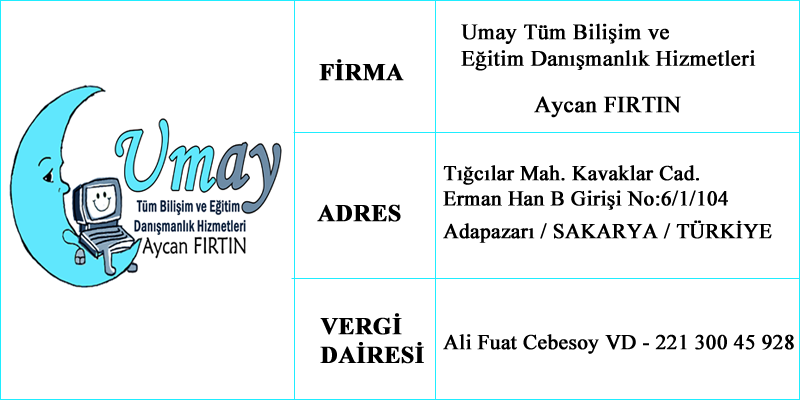 Umay
Tüm Bilişim ve Eğitim
Danışmanlık Hizmetleri
Aycan FIRTIN
FİRMA
Umay Tüm Bilişim ve
Eğitim Danışmanlık Hizmetleri
Aycan FIRTIN
ADRES
Tığcılar Mah. Kavaklar Cad.
Erman Han B Girişi No:6/1/104
Adapazarı / SAKARYA / TÜRKİYE
VERGİ
DAİRESİ
Ali Fuat Cebesoy VD - 221 300 45 928